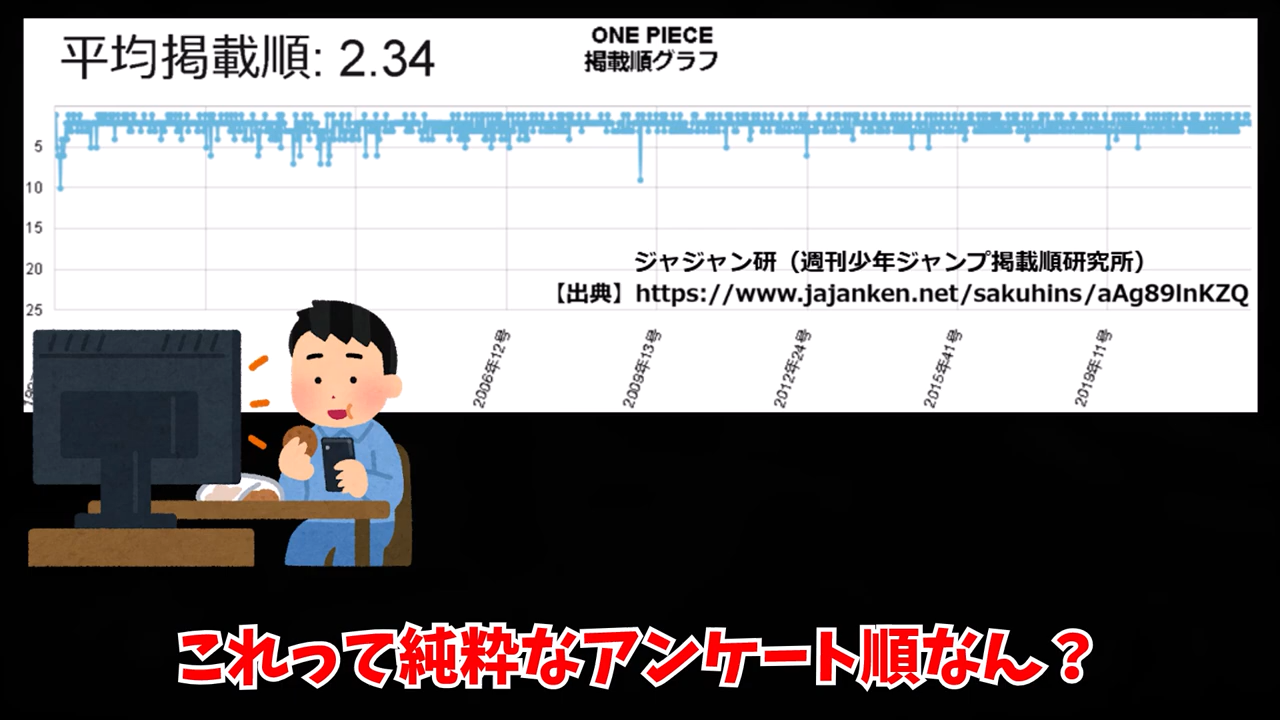 平均掲載順: 2.34
ONE PIECE
掲載順グラフ
5
10
15
20
25
ジャジャン研（週刊少年ジャンプ掲載順研究所）
【出典】https://www.jajanken.net/sakuhins/aAg89InKZQ
2006年12号
2009年13号
2012年24号
2015年41号
2019年11号
これって純粋なアンケート順なん？